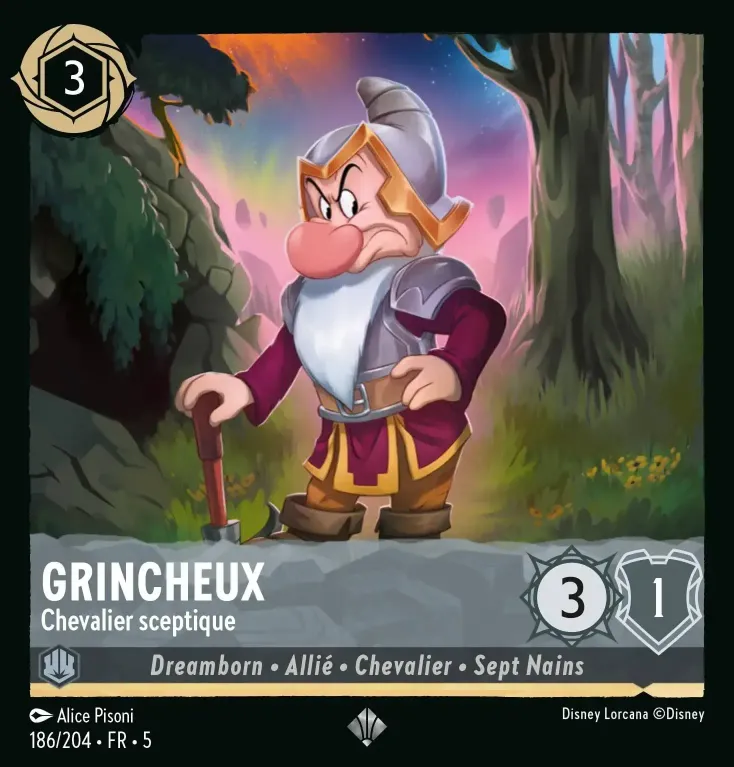 3
GRINCHEUX
Chevalier sceptique
3
1
Dreamborn • Allié • Chevalier • Sept Nains
Alice Pisoni
Disney Lorcana ©Disney
186/204 • FR • 5